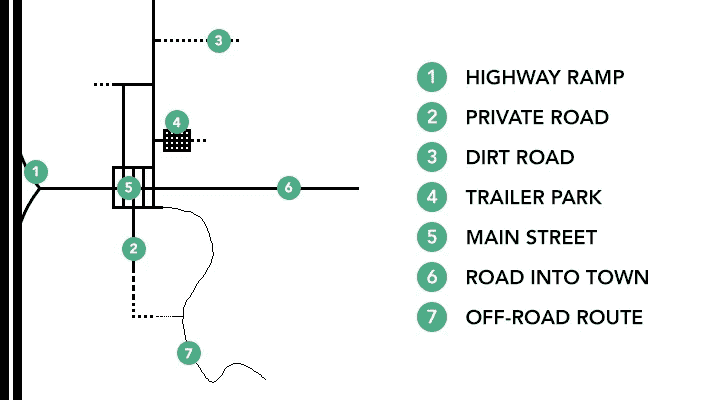 3
4
1
5
6
2
7
1 HIGHWAY RAMP
2 PRIVATE ROAD
3 DIRT ROAD
4 TRAILER PARK
5 MAIN STREET
6 ROAD INTO TOWN
7 OFF-ROAD ROUTE